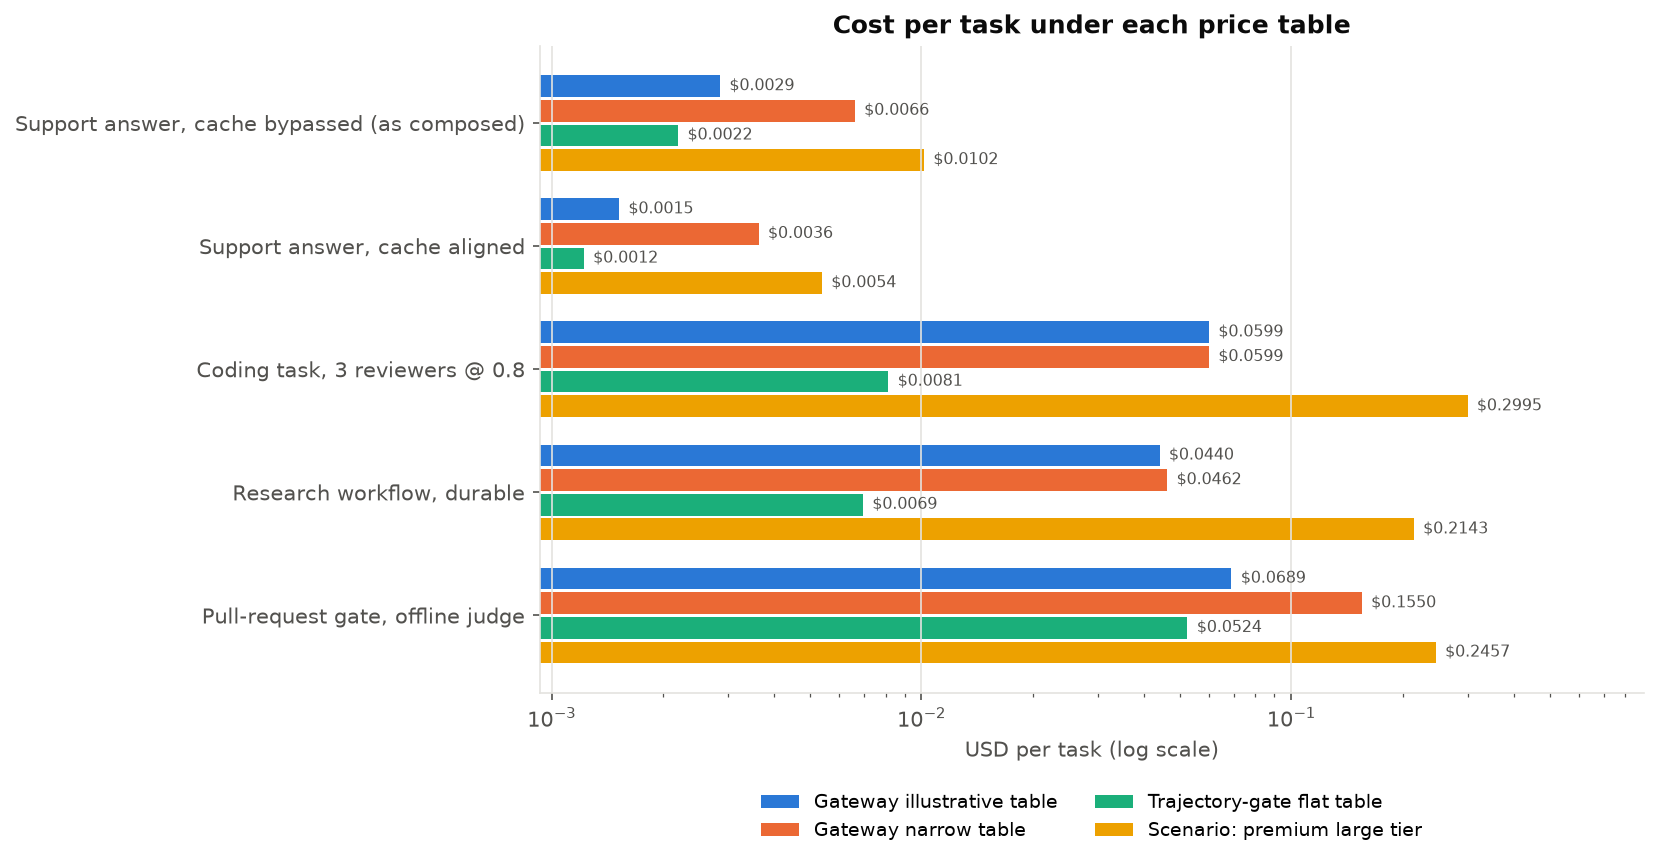 Cost per task under each price table
Support answer, cache bypassed (as composed)
$0.0029
$0.0066
$0.0022
$0.0102
Support answer, cache aligned
$0.0015
$0.0036
$0.0012
$0.0054
Coding task, 3 reviewers @ 0.8
$0.0599
$0.0599
$0.0081
$0.2995
Research workflow, durable
$0.0440
$0.0462
$0.0069
$0.2143
Pull-request gate, offline judge
$0.0689
$0.1550
$0.0524
$0.2457
10⁻³ 10⁻² 10⁻¹
USD per task (log scale)
Gateway illustrative table
Gateway narrow table
Trajectory-gate flat table
Scenario: premium large tier